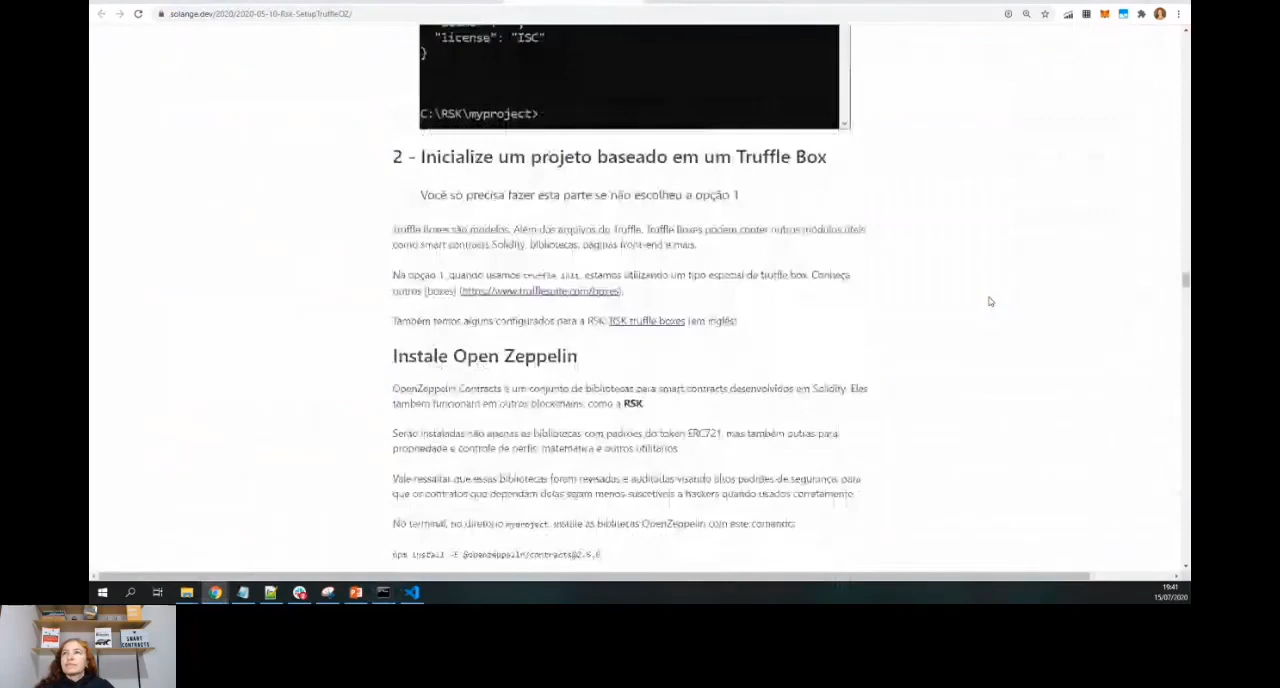 solange.dev/2020/2020-05-10-Rsk-SetupTruffleOZ/
"license": "ISC"
}
C:\RSK\myproject>
2 - Inicialize um projeto baseado em um Truffle Box
Você só precisa fazer esta parte se não escolheu a opção 1
Truffle Boxes são modelos. Além dos arquivos do Truffle, Truffle Boxes podem conter outros módulos úteis
como smart contracts Solidity, bibliotecas, páginas front-end e mais.
Na opção 1, quando usamos truffle init, estamos utilizando um tipo especial de truffle box. Conheça
outros [boxes] (https://www.trufflesuite.com/boxes).
Também temos alguns configurados para a RSK: RSK truffle boxes (em inglês)
Instale Open Zeppelin
OpenZeppelin Contracts é um conjunto de bibliotecas para smart contracts desenvolvidos em Solidity. Eles
também funcionam em outros blockchains, como a RSK
Serão instaladas não apenas as bibliotecas com padrões do token ERC721, mas também outras para
propriedade e controle de perfis, matemática e outros utilitários.
Vale ressaltar que essas bibliotecas foram revisadas e auditadas visando altos padrões de segurança, para
que os contratos que dependam delas sejam menos suscetíveis a hackers quando usados corretamente.
No terminal, no diretório myproject, instale as bibliotecas OpenZeppelin com este comando:
npm install -E @openzeppelin/contracts@2.5.0
19:41
15/07/2020
SMART
CONTRACTS